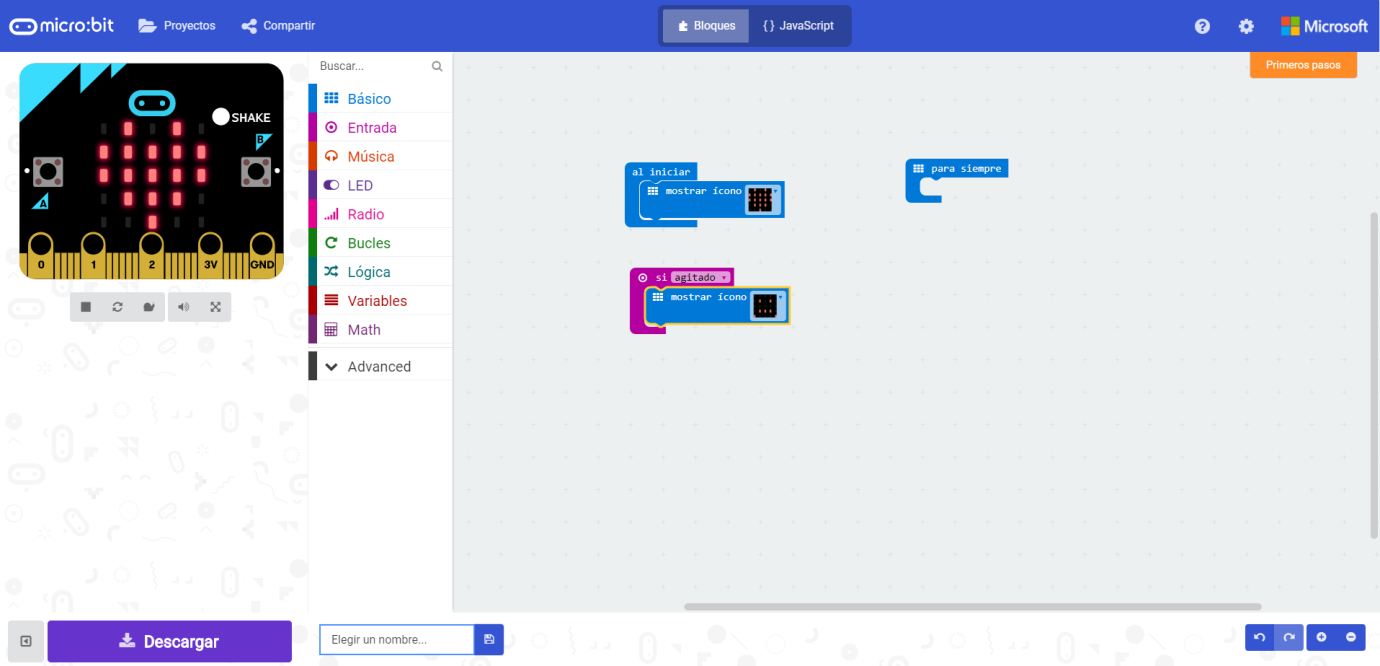 micro:bit
Proyectos
Compartir
Bloques
{} JavaScript
Microsoft
Primeros pasos
SHAKE
B
A
0
1
2
3V
GND
Buscar...
Básico
Entrada
Música
LED
Radio
Bucles
Lógica
Variables
Math
Advanced
al iniciar
mostrar ícono
para siempre
si agitado
mostrar ícono
Descargar
Elegir un nombre...